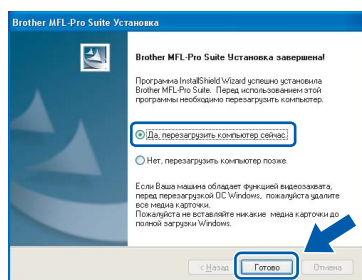 Brother MFL-Pro Suite Установка
Brother MFL-Pro Suite Установка завершена!
Программа InstallShield Wizard успешно установила
Brother MFL-Pro Suite. Перед использованием этой
программы необходимо перезагрузить компьютер.
Да, перезагрузить компьютер сейчас.
Нет, перезагрузить компьютер позже.
Если Ваша машина обладает функцией видеозахвата,
перед перезагрузкой ОС Windows, пожалуйста удалите
все медиа карточки.
Пожалуйста не вставляйте никакие медиа карточки до
полной загрузки Windows.
< Назад Готово Отмена